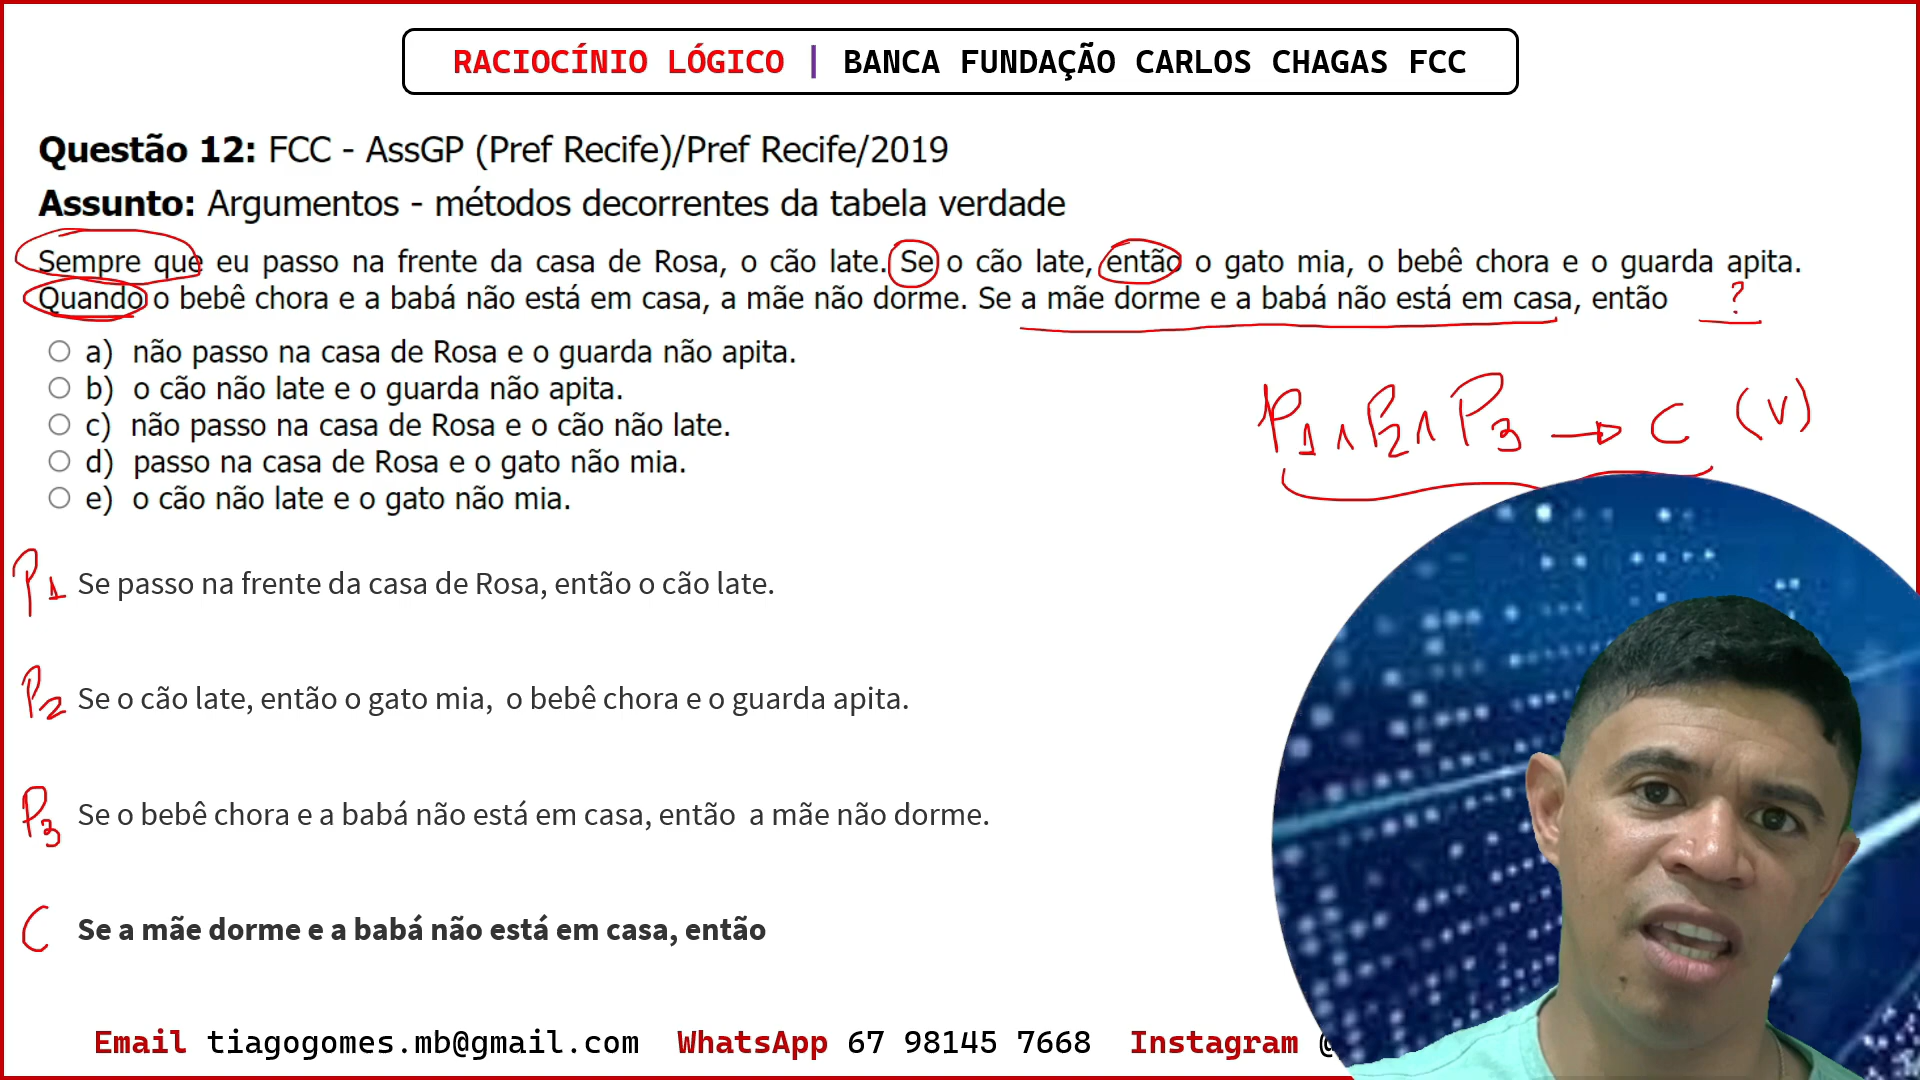 RACIOCÍNIO LÓGICO | BANCA FUNDAÇÃO CARLOS CHAGAS FCC
Questão 12: FCC - AssGP (Pref Recife)/Pref Recife/2019
Assunto: Argumentos - métodos decorrentes da tabela verdade
Sempre que eu passo na frente da casa de Rosa, o cão late. Se o cão late, então o gato mia, o bebê chora e o guarda apita.
Quando o bebê chora e a babá não está em casa, a mãe não dorme. Se a mãe dorme e a babá não está em casa, então ?
a) não passo na casa de Rosa e o guarda não apita.
b) o cão não late e o guarda não apita.
c) não passo na casa de Rosa e o cão não late.
d) passo na casa de Rosa e o gato não mia.
e) o cão não late e o gato não mia.
P1 ∧ P2 ∧ P3 → C (V)
P1 Se passo na frente da casa de Rosa, então o cão late.
P2 Se o cão late, então o gato mia, o bebê chora e o guarda apita.
P3 Se o bebê chora e a babá não está em casa, então a mãe não dorme.
C Se a mãe dorme e a babá não está em casa, então
Email tiagogomes.mb@gmail.com WhatsApp 67 98145 7668 Instagram @